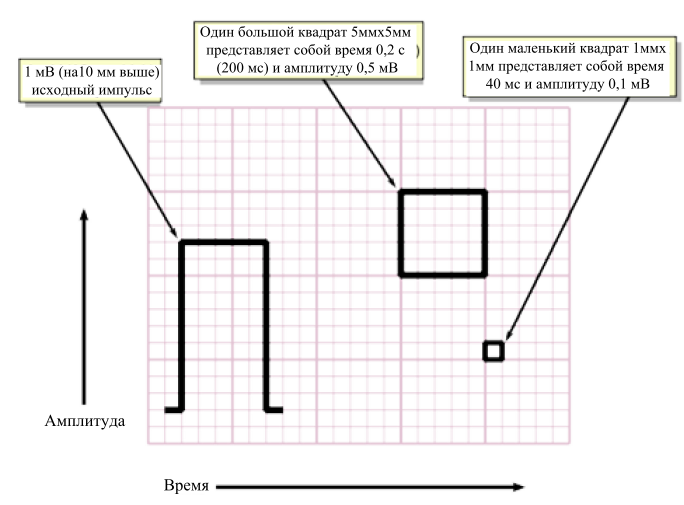 Один большой квадрат 5ммх5мм
представляет собой время 0,2 с )
(200 мс) и амплитуду 0,5 мВ
Один маленький квадрат 1ммх
1мм представляет собой время
40 мс и амплитуду 0,1 мВ
1 мВ (на10 мм выше)
исходный импульс
Амплитуда
Время